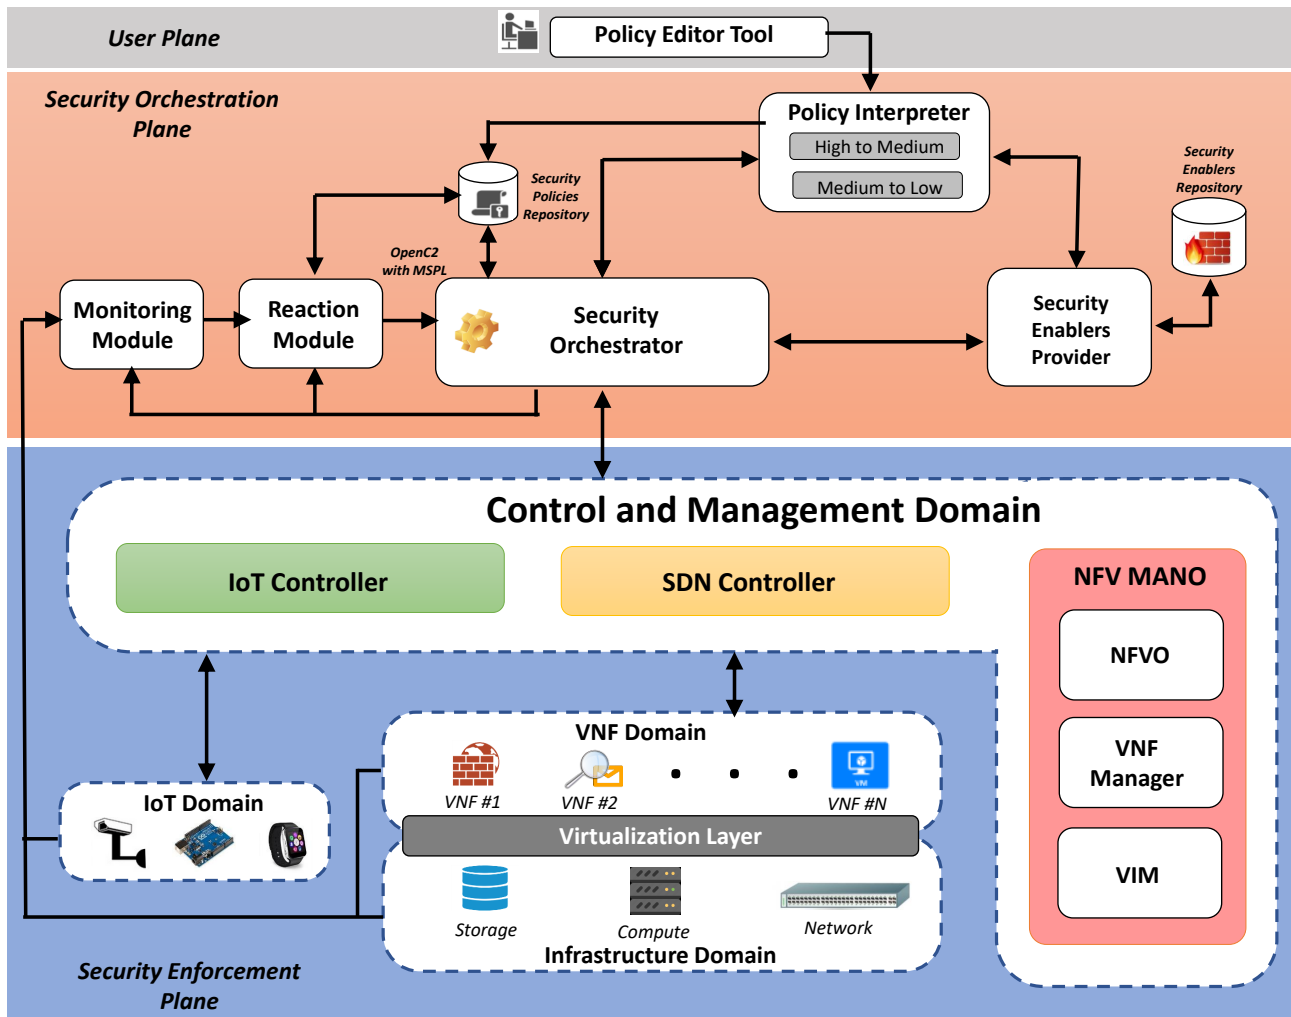 User Plane
Policy Editor Tool
Security Orchestration
Plane
Policy Interpreter
High to Medium
Medium to Low
Security
Enablers
Repository
Security
Policies
Repository
OpenC2
with MSPL
Monitoring
Module
Reaction
Module
Security
Orchestrator
Security
Enablers
Provider
Control and Management Domain
IoT Controller
SDN Controller
NFV MANO
NFVO
VNF
Manager
VIM
VNF Domain
VNF #1
VNF #2
. . .
VIM
VNF #N
IoT Domain
Virtualization Layer
Storage
Compute
Network
Infrastructure Domain
Security Enforcement
Plane